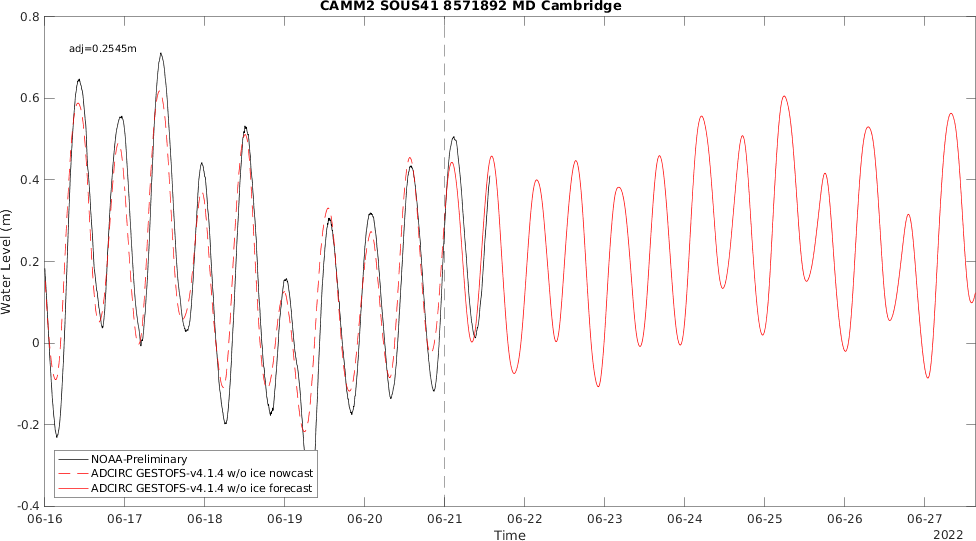 CAMM2 SOUS41 8571892 MD Cambridge
0.8
adj=0.2545m
0.6
0.4
0.2
0
-0.2
-0.4
Water Level (m)
NOAA-Preliminary
ADCIRC GESTOFS-v4.1.4 w/o ice nowcast
ADCIRC GESTOFS-v4.1.4 w/o ice forecast
06-16 06-17 06-18 06-19 06-20 06-21 06-22 06-23 06-24 06-25 06-26 06-27
Time
2022